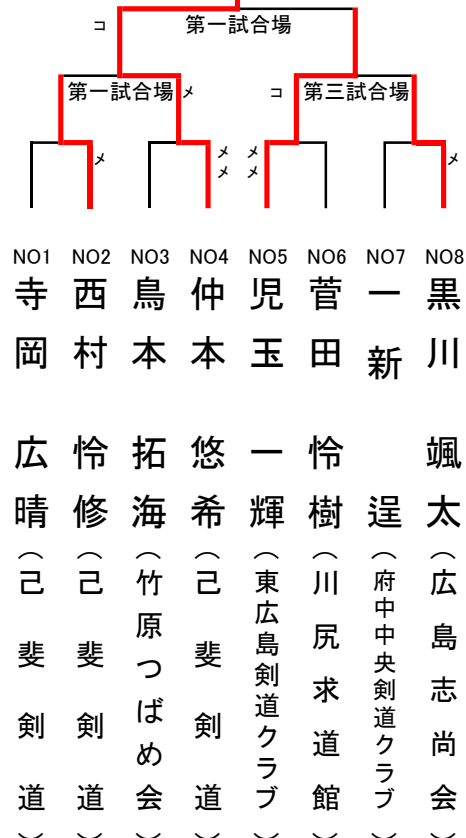 コ 第一試合場
第一試合場 メ コ 第三試合場
メ メメ メメ メ
NO1 NO2 NO3 NO4 NO5 NO6 NO7 NO8
寺岡 広晴（己斐剣道）
西村 怜修（己斐剣道）
鳥本 拓海（竹原つばめ会）
仲本 悠希（己斐剣道）
児玉 一輝（東広島剣道クラブ）
菅田 怜樹（川尻求道館）
一新 逞（府中中央剣道クラブ）
黒川 颯太（広島志尚会）